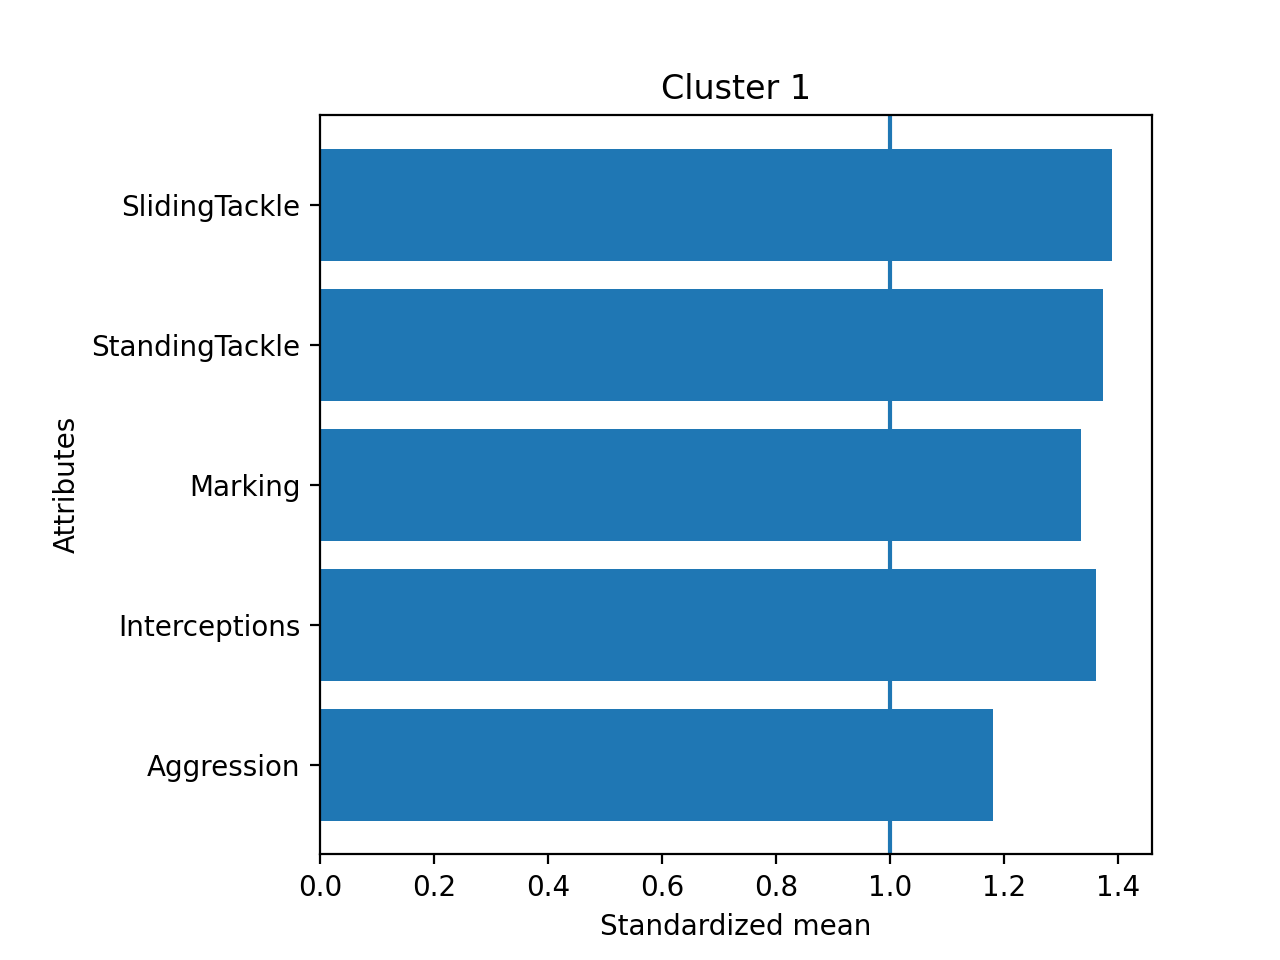 Cluster 1
SlidingTackle
StandingTackle
Marking
Interceptions
Aggression
Attributes
0.0 0.2 0.4 0.6 0.8 1.0 1.2 1.4
Standardized mean